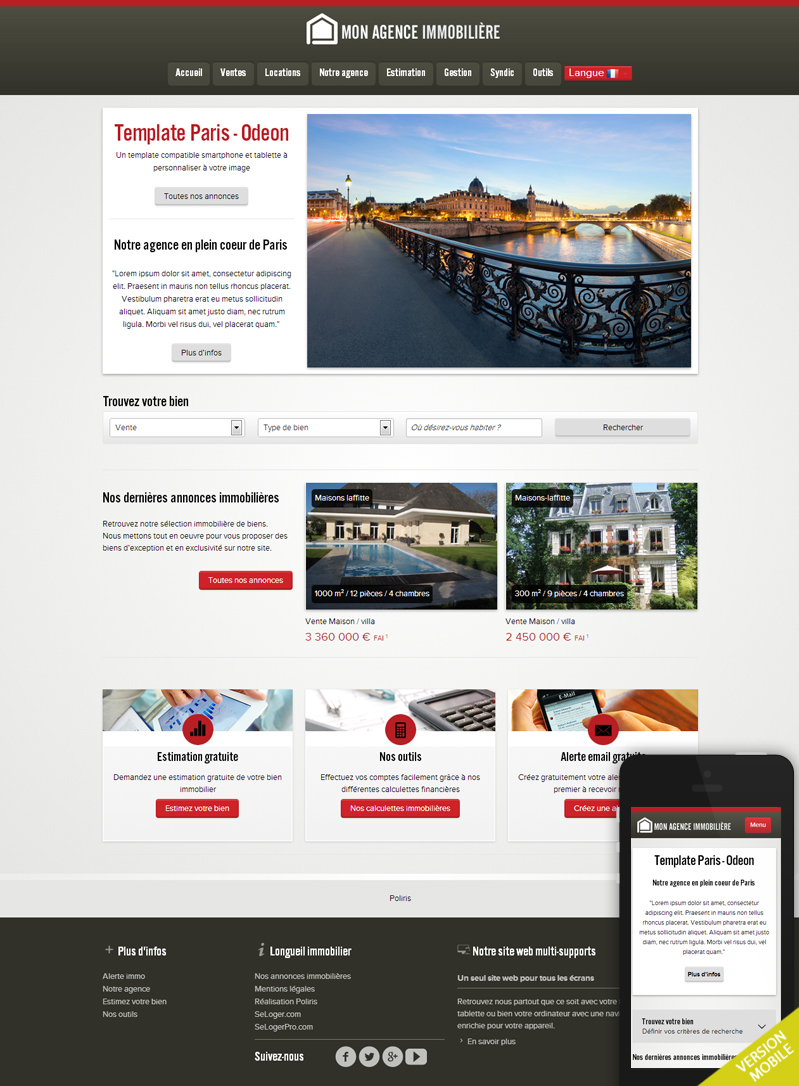 MON AGENCE IMMOBILIÈRE
Accueil Ventes Locations Notre agence Estimation Gestion Syndic Outils Langue
Template Paris - Odeon
Un template compatible smartphone et tablette à
personnaliser à votre image
Toutes nos annonces
Notre agence en plein coeur de Paris
"Lorem ipsum dolor sit amet, consectetur adipiscing
elit. Praesent in mauris non tellus rhoncus placerat.
Vestibulum pharetra erat eu metus sollicitudin
aliquet. Aliquam sit amet justo diam, nec rutrum
ligula. Morbi vel risus dui, vel placerat quam."
Plus d'infos
Trouvez votre bien
Vente Type de bien Où désirez-vous habiter ? Rechercher
Nos dernières annonces immobilières
Retrouvez notre sélection immobilière de biens.
Nous mettons tout en oeuvre pour vous proposer des
biens d'exception et en exclusivité sur notre site.
Toutes nos annonces
Maisons laffitte
1000 m² / 12 pièces / 4 chambres
Vente Maison / villa
3 360 000 € FAI ¹
Maisons-laffitte
300 m² / 9 pièces / 4 chambres
Vente Maison / villa
2 450 000 € FAI ¹
Estimation gratuite
Demandez une estimation gratuite de votre bien
immobilier
Estimez votre bien
Nos outils
Effectuez vos comptes facilement grâce à nos
différentes calculettes financières
Nos calculettes immobilières
E-Mail
Alerte email gratuite
Créez gratuitement votre aler
premier à recevoir
Créez une a
Poliris
Plus d'infos
Alerte immo
Notre agence
Estimez votre bien
Nos outils
Longueil immobilier
Nos annonces immobilières
Mentions légales
Réalisation Poliris
SeLoger.com
SeLogerPro.com
Suivez-nous
Notre site web multi-supports
Un seul site web pour tous les écrans
Retrouvez nous partout que ce soit avec votre
tablette ou bien votre ordinateur avec une navi
enrichie pour votre appareil.
En savoir plus
MON AGENCE IMMOBILIÈRE
Menu
Template Paris - Odeon
Notre agence en plein coeur de Paris
"Lorem ipsum dolor sit amet, consectetur
adipiscing elit. Praesent in mauris non tellus
rhoncus placerat. Vestibulum pharetra erat eu
metus sollicitudin aliquet. Aliquam sit amet justo
diam, nec rutrum ligula. Morbi vel risus dui, vel
placerat quam."
Plus d'infos
Trouvez votre bien
Définir vos critères de recherche
Nos dernières annonces immobilières
VERSION
MOBILE